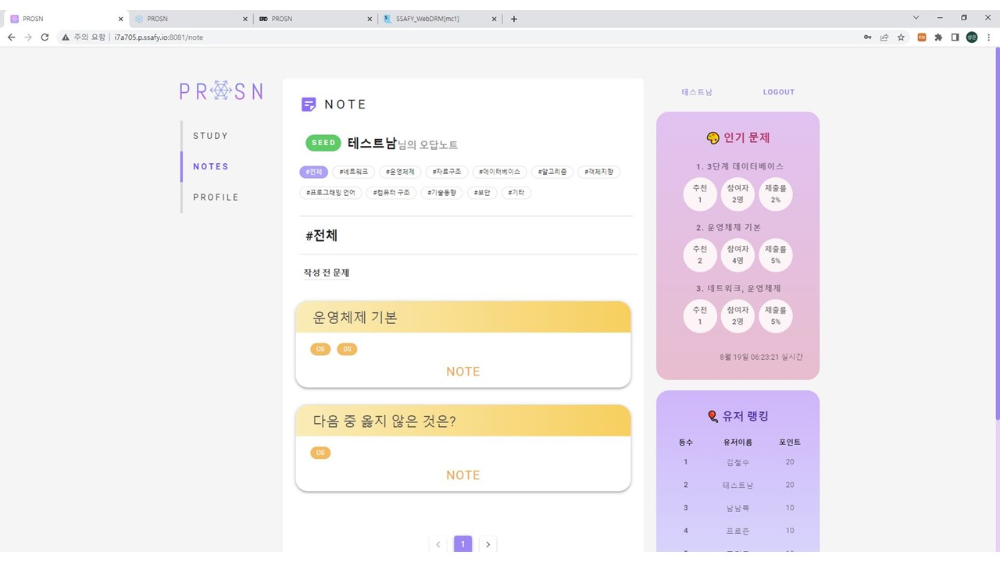 PROSN
PROSN
PROSN
SSAFY_WebDRM[mc1]
주의 요함
i7a705.p.ssafy.io:8081/note
PROSN
STUDY
NOTES
PROFILE
NOTE
SEED 테스트남님의 오답노트
#전체 #네트워크 #운영체제 #자료구조 #데이터베이스 #알고리즘 #객체지향
#프로그래밍 언어 #컴퓨터 구조 #기술동향 #보안 #기타
#전체
작성 전 문제
운영체제 기본
OS DS
NOTE
다음 중 옳지 않은 것은?
OS
NOTE
1
테스트남 LOGOUT
인기 문제
1. 3단계 데이터베이스
추천 참여자 제출률
1 2명 2%
2. 운영체제 기본
추천 참여자 제출률
2 4명 5%
3. 네트워크, 운영체제
추천 참여자 제출률
1 2명 5%
8월 19일 06:23:21 실시간
유저 랭킹
등수 유저이름 포인트
1 김철수 20
2 테스트남 20
3 남남쪽 10
4 프로즌 10